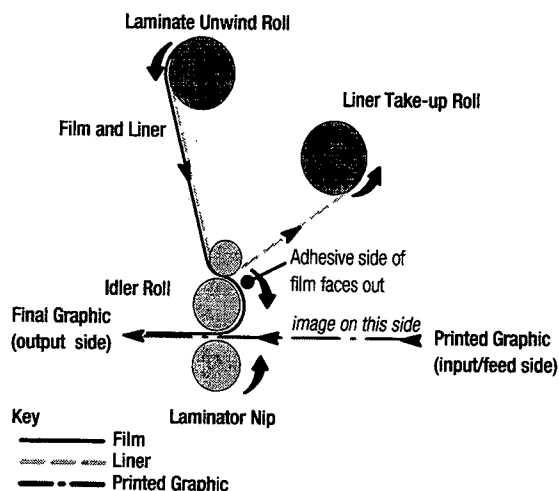 Laminate Unwind Roll
Liner Take-up Roll
Film and Liner
Adhesive side of
film faces out
Idler Roll
Final Graphic
(output side)
image on this side
Printed Graphic
(input/feed side)
Laminator Nip
Key
Film
Liner
Printed Graphic